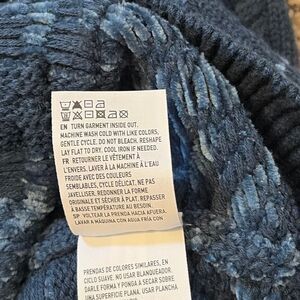 EN TURN GARMENT INSIDE OUT.
MACHINE WASH COLD WITH LIKE COLORS,
GENTLE CYCLE. DO NOT BLEACH. RESHAPE
LAY FLAT TO DRY. COOL IRON IF NEEDED.
FR RETOURNER LE VÊTEMENT À
L'ENVERS. LAVER À LA MACHINE À L'EAU
FROIDE AVEC DES COULEURS
SEMBLABLES, CYCLE DÉLICAT. NE PAS
JAVELLISER. REDONNER LA FORME
ORIGINALE ET SÉCHER À PLAT. REPASSER
À BASSE TEMPÉRATURE AU BESOIN.
SP: VOLTEAR LA PRENDA HACIA AFUERA.
LAVAR A MÁQUINA CON AGUA FRÍA CON
PRENDAS DE COLORES SIMILARES, EN
CICLO SUAVE. NO USAR BLANQUEADOR.
DARLE FORMA Y PONGA A SECAR SOBRE
UNA SUPERFICIE PLANA. USAR PLANCHA